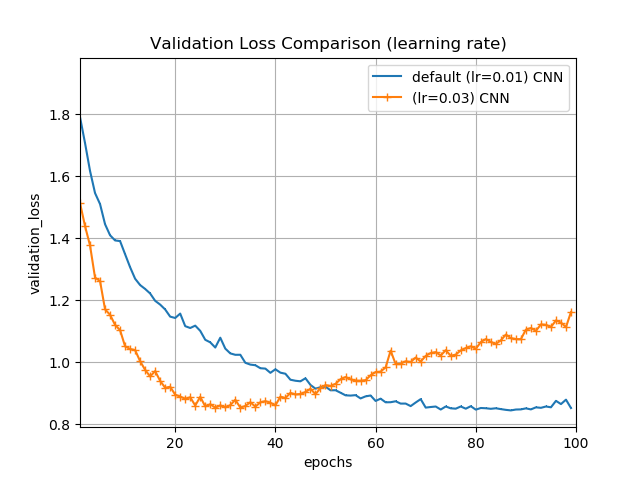 Validation Loss Comparison (learning rate)
default (lr=0.01) CNN
(lr=0.03) CNN
validation_loss
1.8
1.6
1.4
1.2
1.0
0.8
20 40 60 80 100
epochs